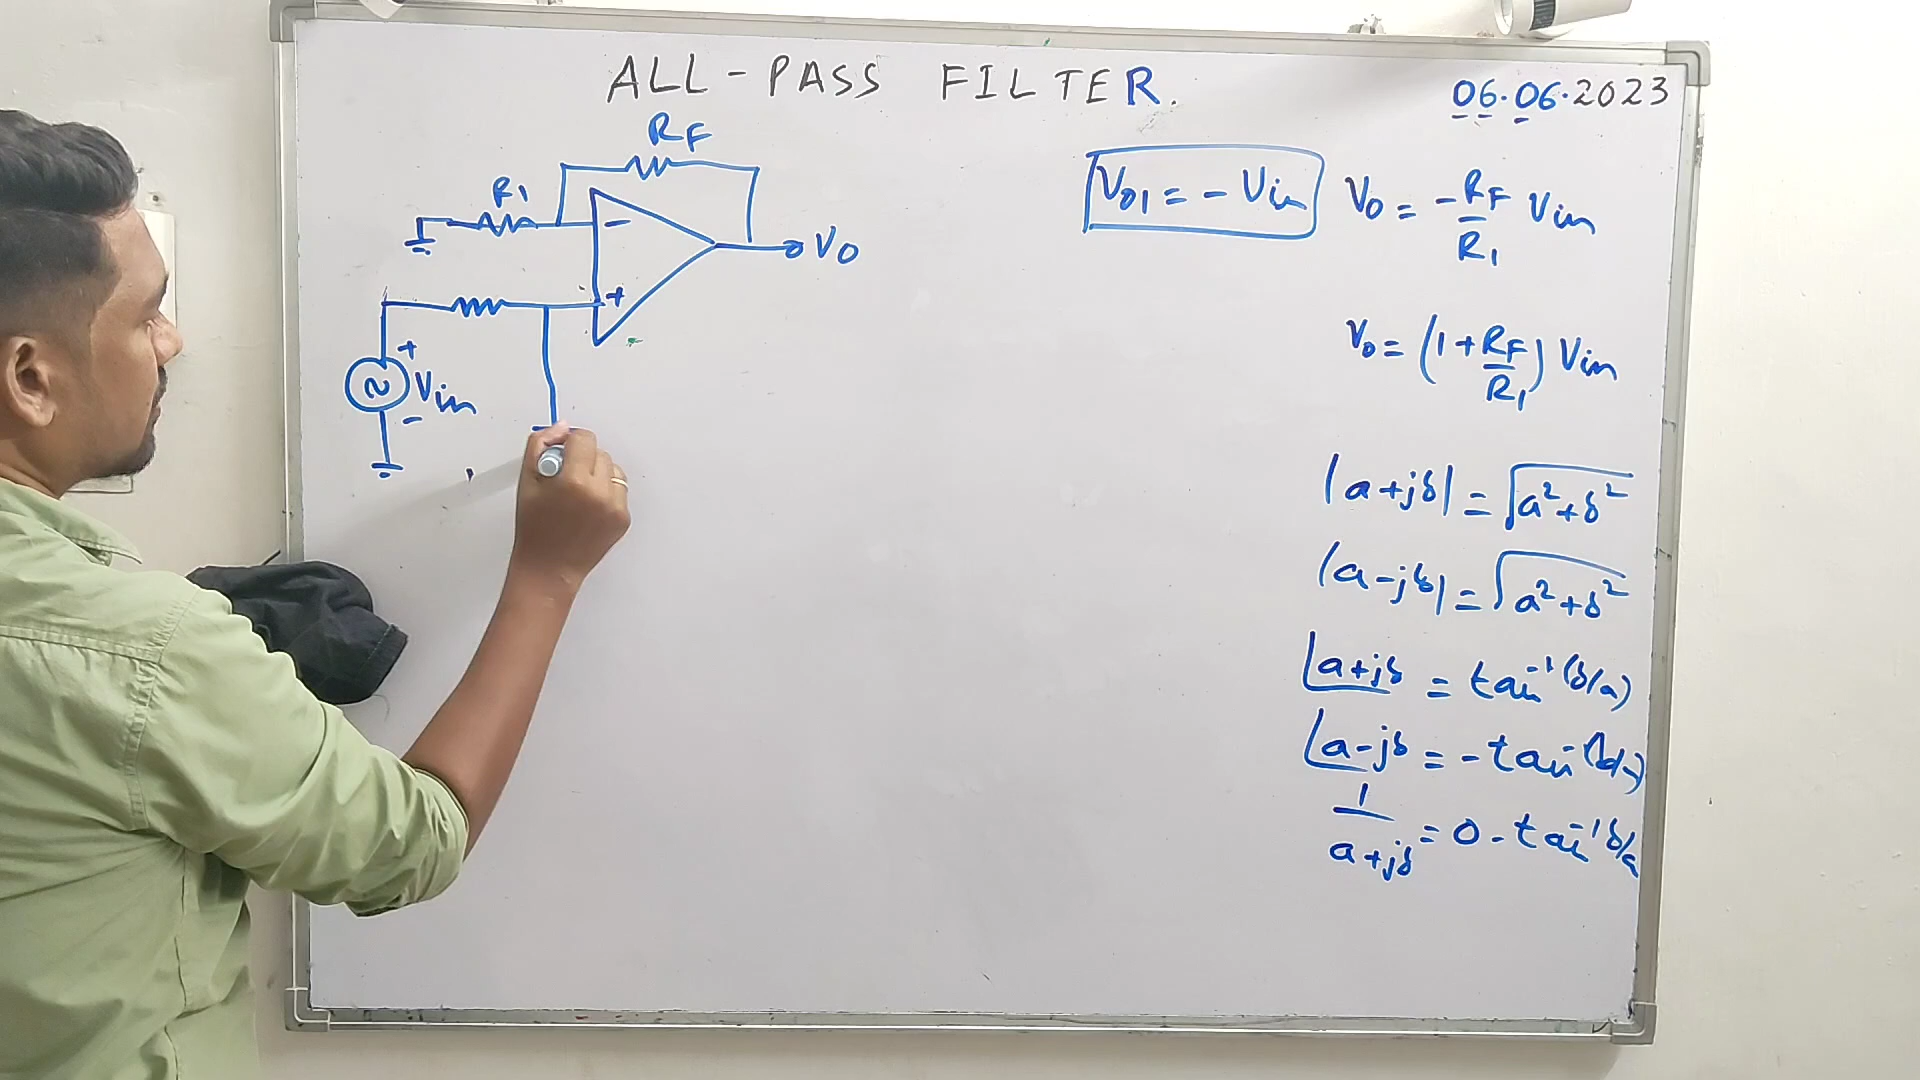 ALL-PASS FILTER.
06.06.2023
RF
R1
-
Vo
+
+
Vin
-
Vo1 = - Vin
Vo = - RF/R1 Vin
Vo = (1 + RF/R1) Vin
|a+jb| = √a²+b²
|a-jb| = √a²+b²
∠a+jb = tan⁻¹(b/a)
∠a-jb = -tan⁻¹(b/a)
1/a+jb = 0 - tan⁻¹ b/a